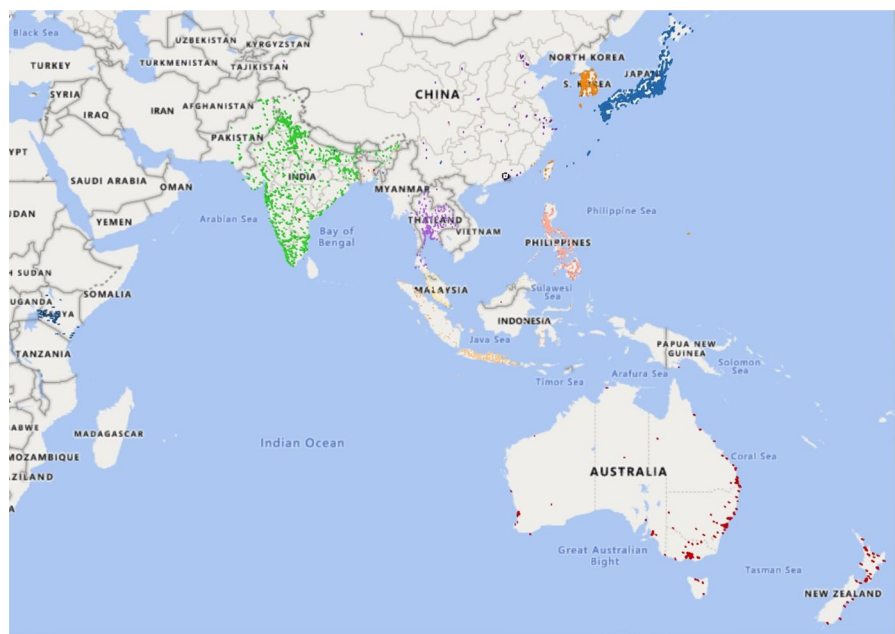 Black Sea
UZBEKISTAN
KYRGYZSTAN
NORTH KOREA
TURKEY
TURKMENISTAN
TAJIKISTAN
JAPAN
S. KOREA
SYRIA
CHINA
IRAQ
IRAN
AFGHANISTAN
PAKISTAN
YPT
INDIA
SAUDI ARABIA
OMAN
MYANMAR
UDAN
Arabian Sea
Bay of
Bengal
THAILAND
VIETNAM
Philippine Sea
YEMEN
PHILIPPINES
H SUDAN
SOMALIA
MALAYSIA
Sulawesi
Sea
UGANDA
INDONESIA
Java Sea
PAPUA NEW
GUINEA
Solomon
Sea
TANZANIA
Arafura Sea
Timor Sea
MADAGASCAR
ABWE
Indian Ocean
MOZAMBIQUE
Coral Sea
AUSTRALIA
AZILAND
A
Great Australian
Bight
Tasman Sea
NEW ZEALAND